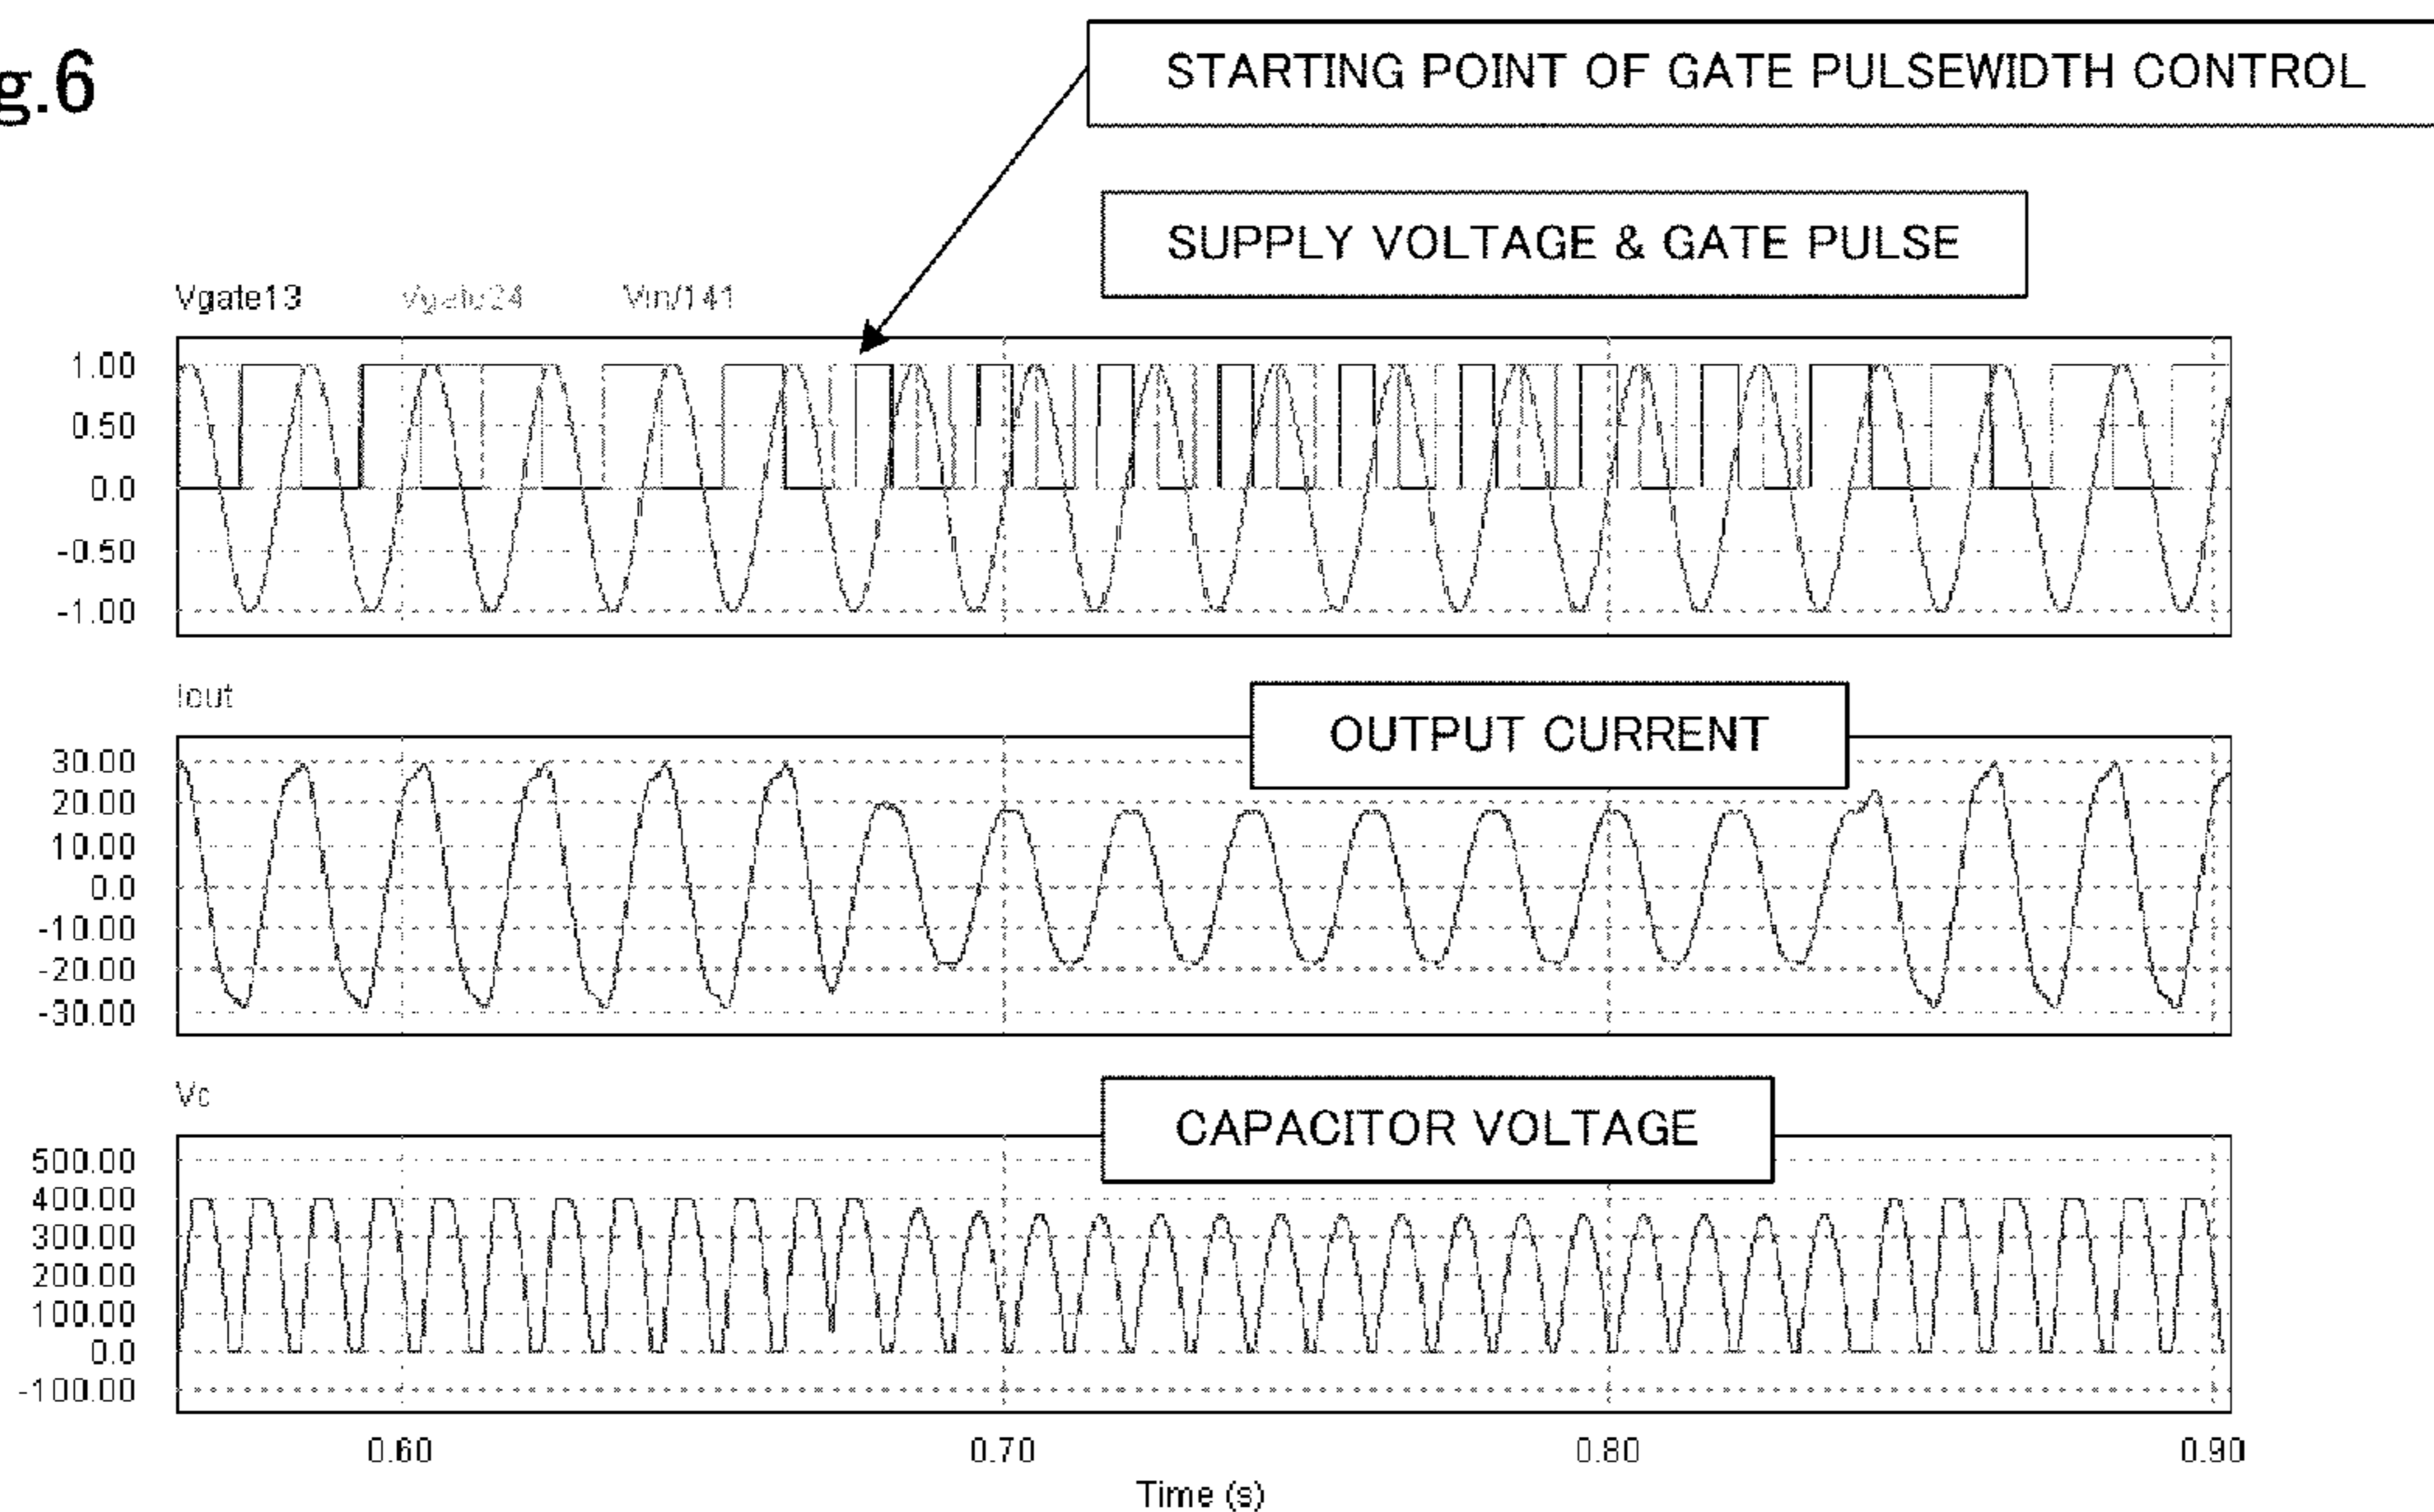 g.6
STARTING POINT OF GATE PULSEWIDTH CONTROL
SUPPLY VOLTAGE & GATE PULSE
Vgate13 Vgate24 Vin/141
1.00
0.50
0.0
-0.50
-1.00
Iout
OUTPUT CURRENT
30.00
20.00
10.00
0.0
-10.00
-20.00
-30.00
Vc
CAPACITOR VOLTAGE
500.00
400.00
300.00
200.00
100.00
0.0
-100.00
0.60 0.70 0.80 0.90
Time (s)